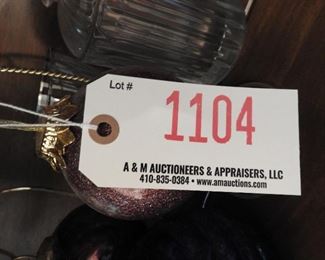 Lot #
1104
A & M AUCTIONEERS & APPRAISERS, LLC
410-835-0384 • www.amauctions.com